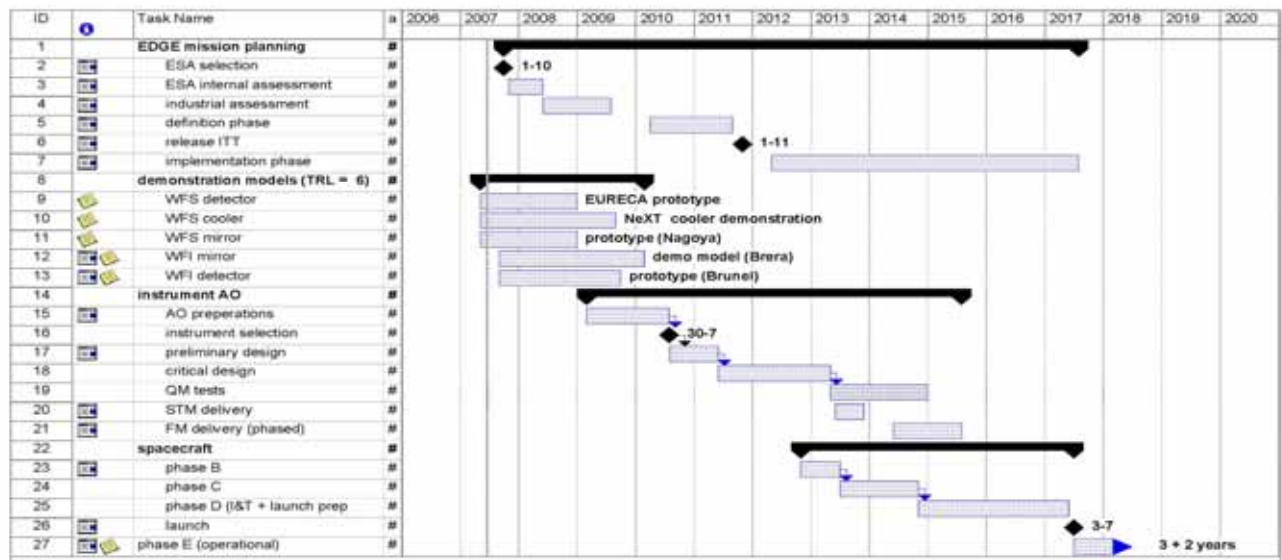 ID Task Name a 2006 2007 2008 2009 2010 2011 2012 2013 2014 2015 2016 2017 2018 2019 2020
1 EDGE mission planning #
2 ESA selection # 1-10
3 ESA internal assessment #
4 industrial assessment #
5 definition phase #
6 release ITT # 1-11
7 implementation phase #
8 demonstration models (TRL = 6) #
9 WFS detector # EURECA prototype
10 WFS cooler # NeXT cooler demonstration
11 WFS mirror # prototype (Nagoya)
12 WFI mirror # demo model (Brera)
13 WFI detector # prototype (Brunel)
14 instrument AO #
15 AO preperations #
16 instrument selection # 30-7
17 preliminary design #
18 critical design #
19 QM tests #
20 STM delivery #
21 FM delivery (phased) #
22 spacecraft #
23 phase B #
24 phase C #
25 phase D (I&T + launch prep #
26 launch # 3-7
27 phase E (operational) # 3 + 2 years